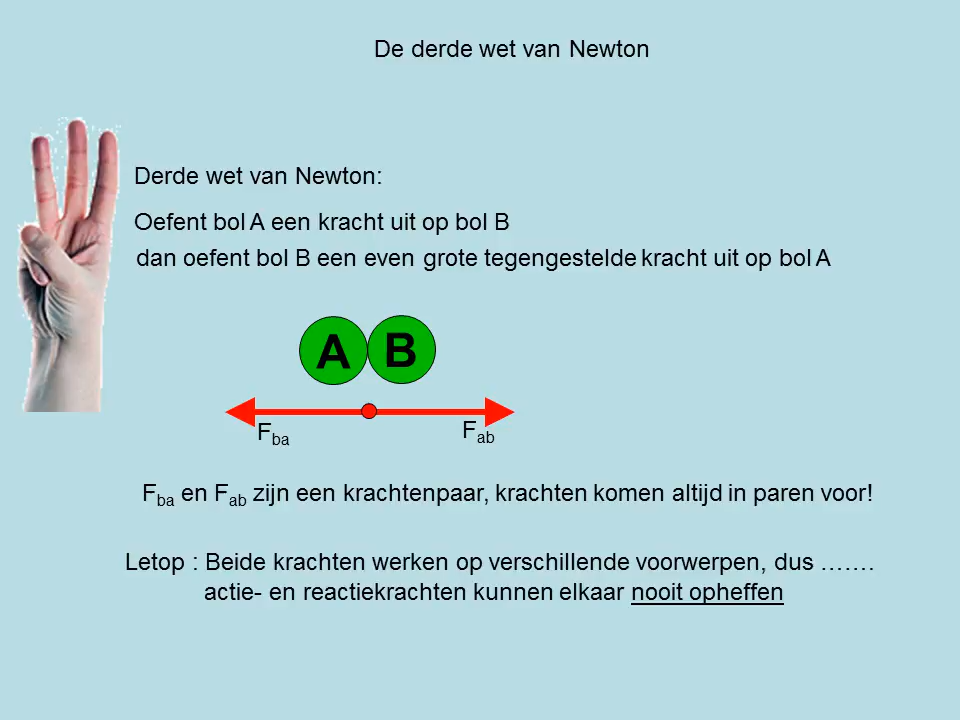 De derde wet van Newton
Derde wet van Newton:
Oefent bol A een kracht uit op bol B
dan oefent bol B een even grote tegengestelde kracht uit op bol A
A B
Fba Fab
Fba en Fab zijn een krachtenpaar, krachten komen altijd in paren voor!
Letop : Beide krachten werken op verschillende voorwerpen, dus …….
actie- en reactiekrachten kunnen elkaar nooit opheffen